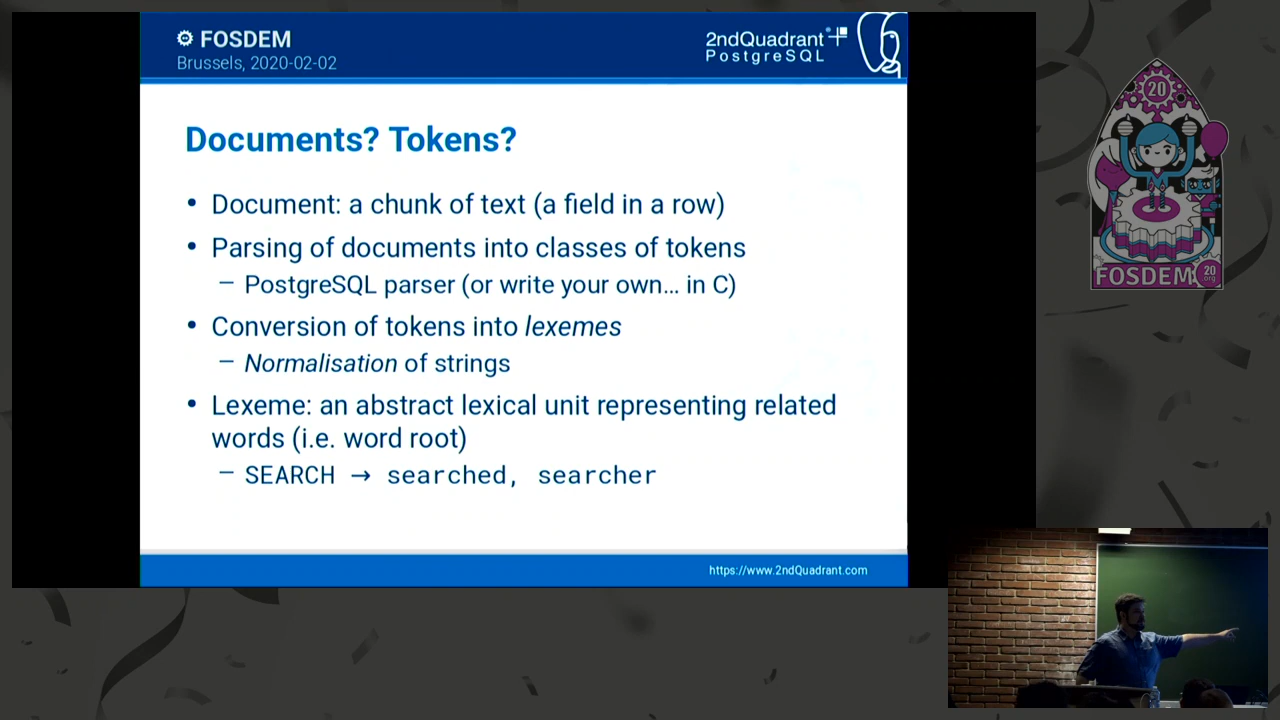 FOSDEM
Brussels, 2020-02-02
2ndQuadrant
PostgreSQL
Documents? Tokens?
• Document: a chunk of text (a field in a row)
• Parsing of documents into classes of tokens
– PostgreSQL parser (or write your own… in C)
• Conversion of tokens into lexemes
– Normalisation of strings
• Lexeme: an abstract lexical unit representing related
words (i.e. word root)
– SEARCH → searched, searcher
https://www.2ndQuadrant.com
20
FOSDEM
20
.org